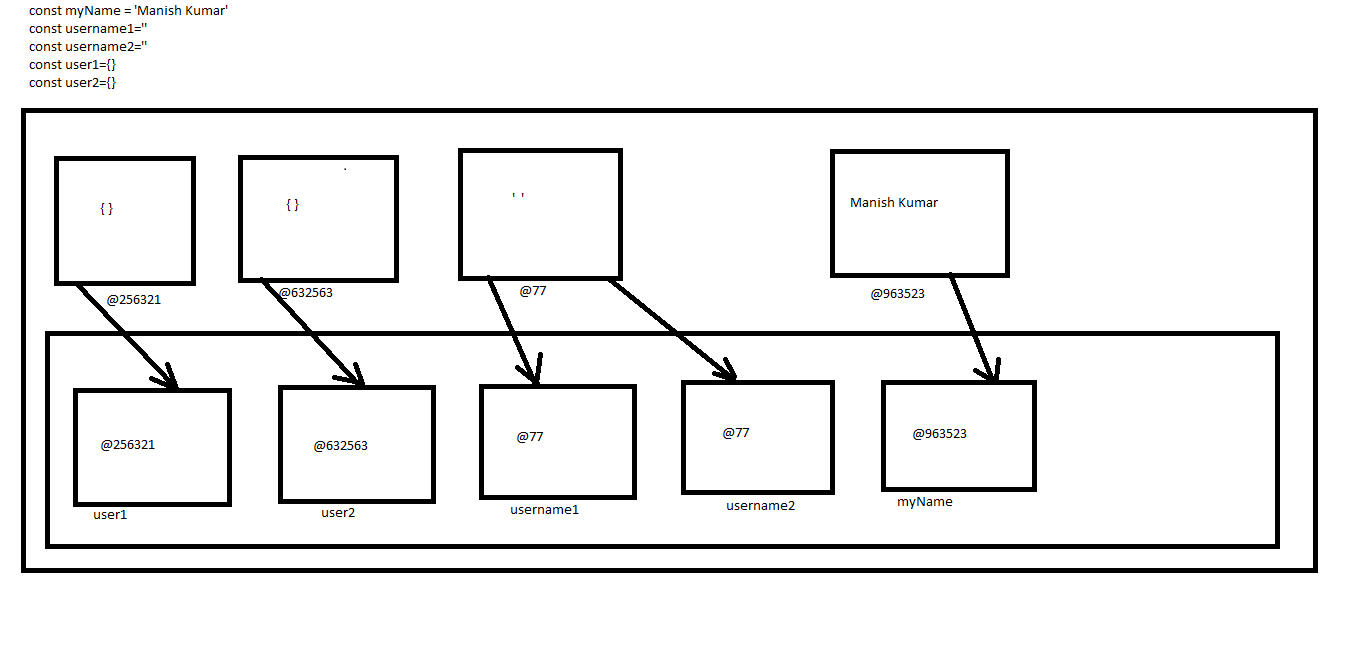 const myName = 'Manish Kumar'
const username1=''
const username2=''
const user1={}
const user2={}
{ }
{ }
' '
Manish Kumar
@256321
@632563
@77
@963523
@256321
@632563
@77
@77
@963523
user1
user2
username1
username2
myName